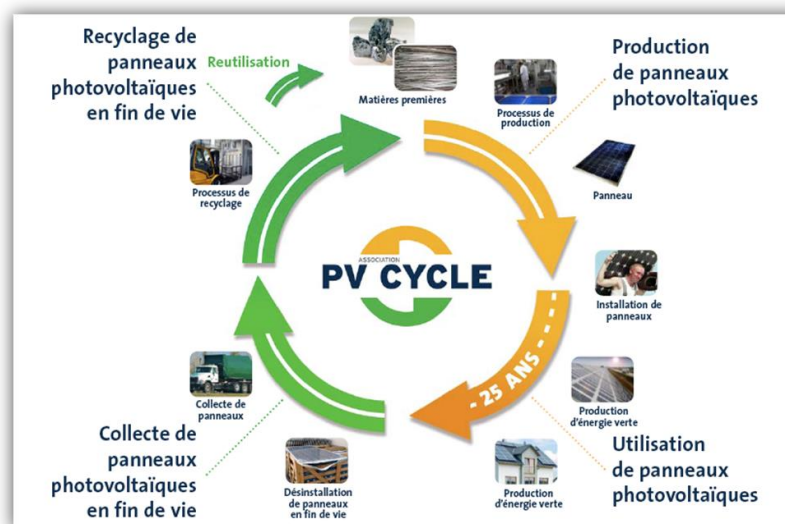 Recyclage de
panneaux
photovoltaïques
en fin de vie
Reutilisation
Matières premières
Processus de
production
Production
de panneaux
photovoltaïques
Processus de
recyclage
Panneau
ASSOCIATION
PV CYCLE
Installation de
panneaux
25 ANS
Collecte de
panneaux
Production
d'énergie verte
Collecte de
panneaux
photovoltaïques
en fin de vie
Désinstallation
de panneaux
en fin de vie
Production
d'énergie verte
Utilisation
de panneaux
photovoltaïques